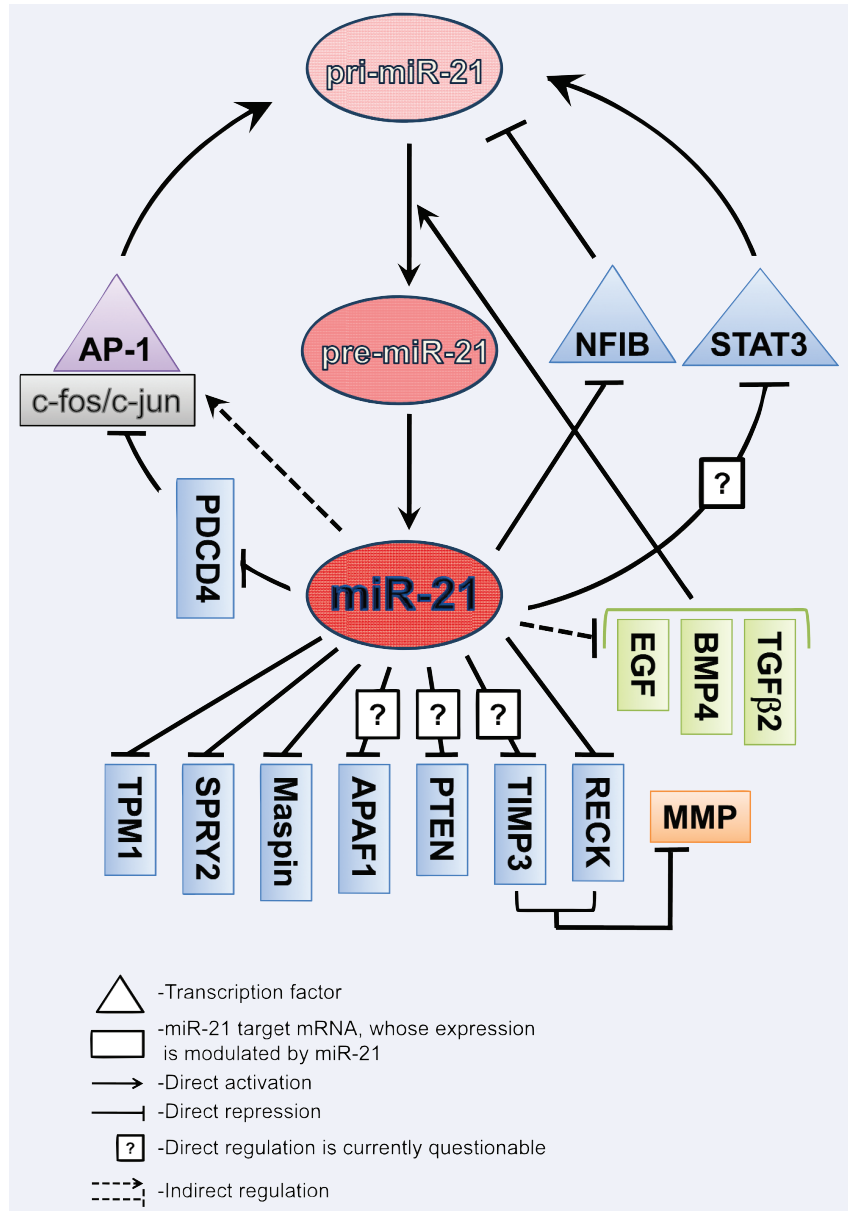 pri-miR-21
pre-miR-21
AP-1
c-fos/c-jun
NFIB
STAT3
?
PDCD4
miR-21
EGF
BMP4
TGFβ2
?
?
?
TPM1
SPRY2
Maspin
APAF1
PTEN
TIMP3
RECK
MMP
-Transcription factor
-miR-21 target mRNA, whose expression
is modulated by miR-21
-Direct activation
-Direct repression
? -Direct regulation is currently questionable
-Indirect regulation